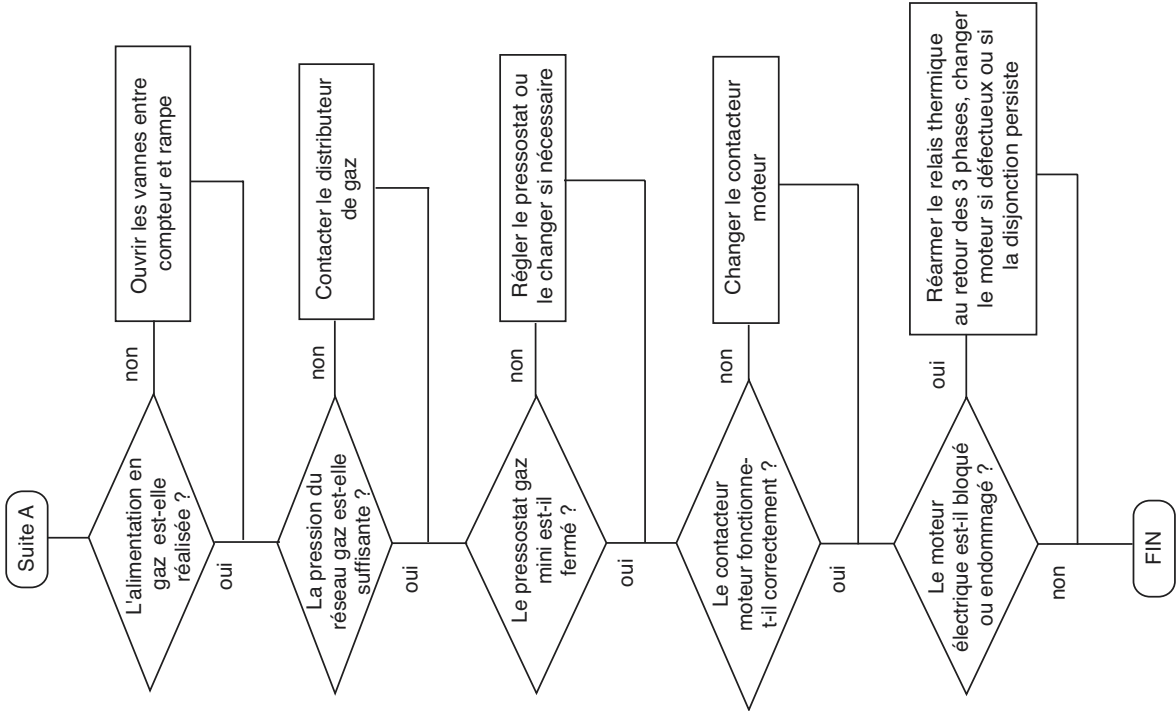 Suite A
L'alimentation en
gaz est-elle
réalisée ?
non
Ouvrir les vannes entre
compteur et rampe
oui
La pression du
réseau gaz est-elle
suffisante ?
non
Contacter le distributeur
de gaz
oui
Le pressostat gaz
mini est-il
fermé ?
non
Régler le pressostat ou
le changer si nécessaire
oui
Le contacteur
moteur fonctionne-
t-il correctement ?
non
Changer le contacteur
moteur
oui
Le moteur
électrique est-il bloqué
ou endommagé ?
oui
Réarmer le relais thermique
au retour des 3 phases, changer
le moteur si défectueux ou si
la disjonction persiste
non
FIN